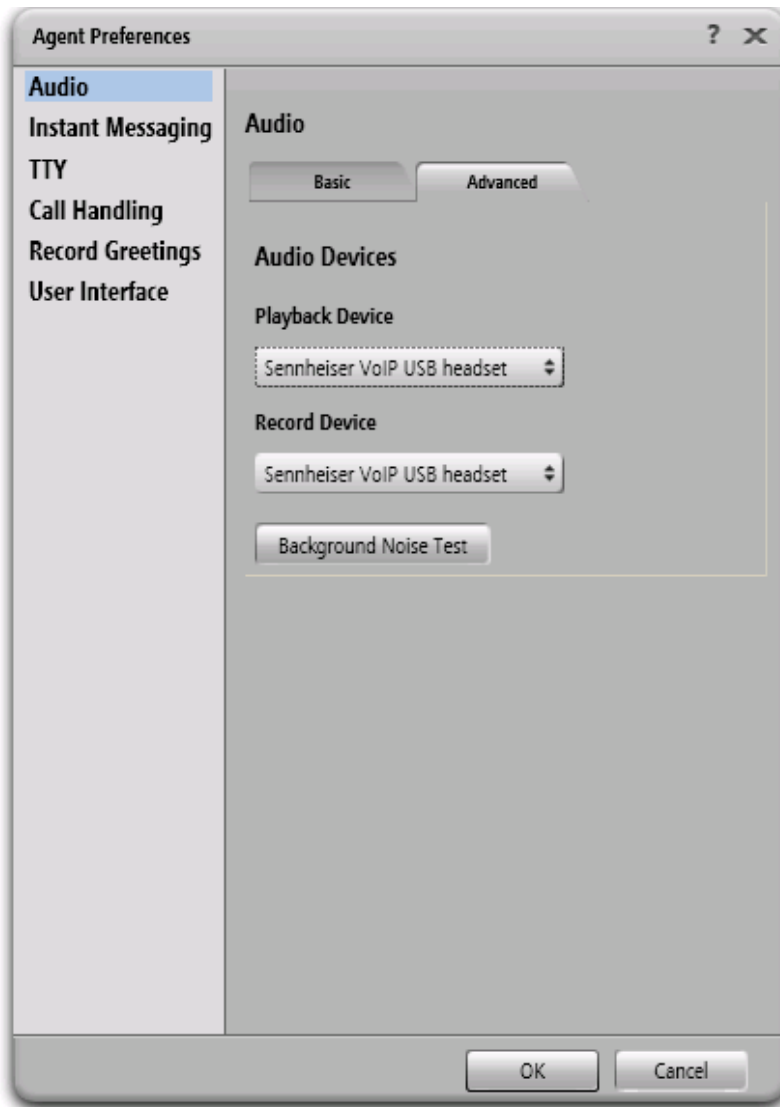 Agent Preferences
?
Audio
Instant Messaging
TTY
Call Handling
Record Greetings
User Interface
Audio
Basic
Advanced
Audio Devices
Playback Device
Sennheiser VoIP USB headset
Record Device
Sennheiser VoIP USB headset
Background Noise Test
OK
Cancel